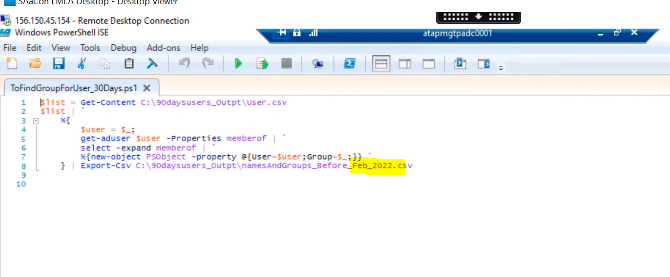 SAacon EMEA Desktop - Desktop Viewer
156.150.45.154 - Remote Desktop Connection
Windows PowerShell ISE
atapmgtpadc0001
File Edit View Tools Debug Add-ons Help
ToFindGroupForUser_30Days.ps1 X
1 $list = Get-Content C:\90daysusers_Outpt\User.csv
2 $list | `
3 %{
4 $user = $_;
5 get-aduser $user -Properties memberof | `
6 select -expand memberof | `
7 %{new-object PSObject -property @{User=$user;Group=$_;}} `
8 } | Export-Csv C:\90daysusers_Outpt\namesAndGroups_Before_Feb_2022.csv
9
10